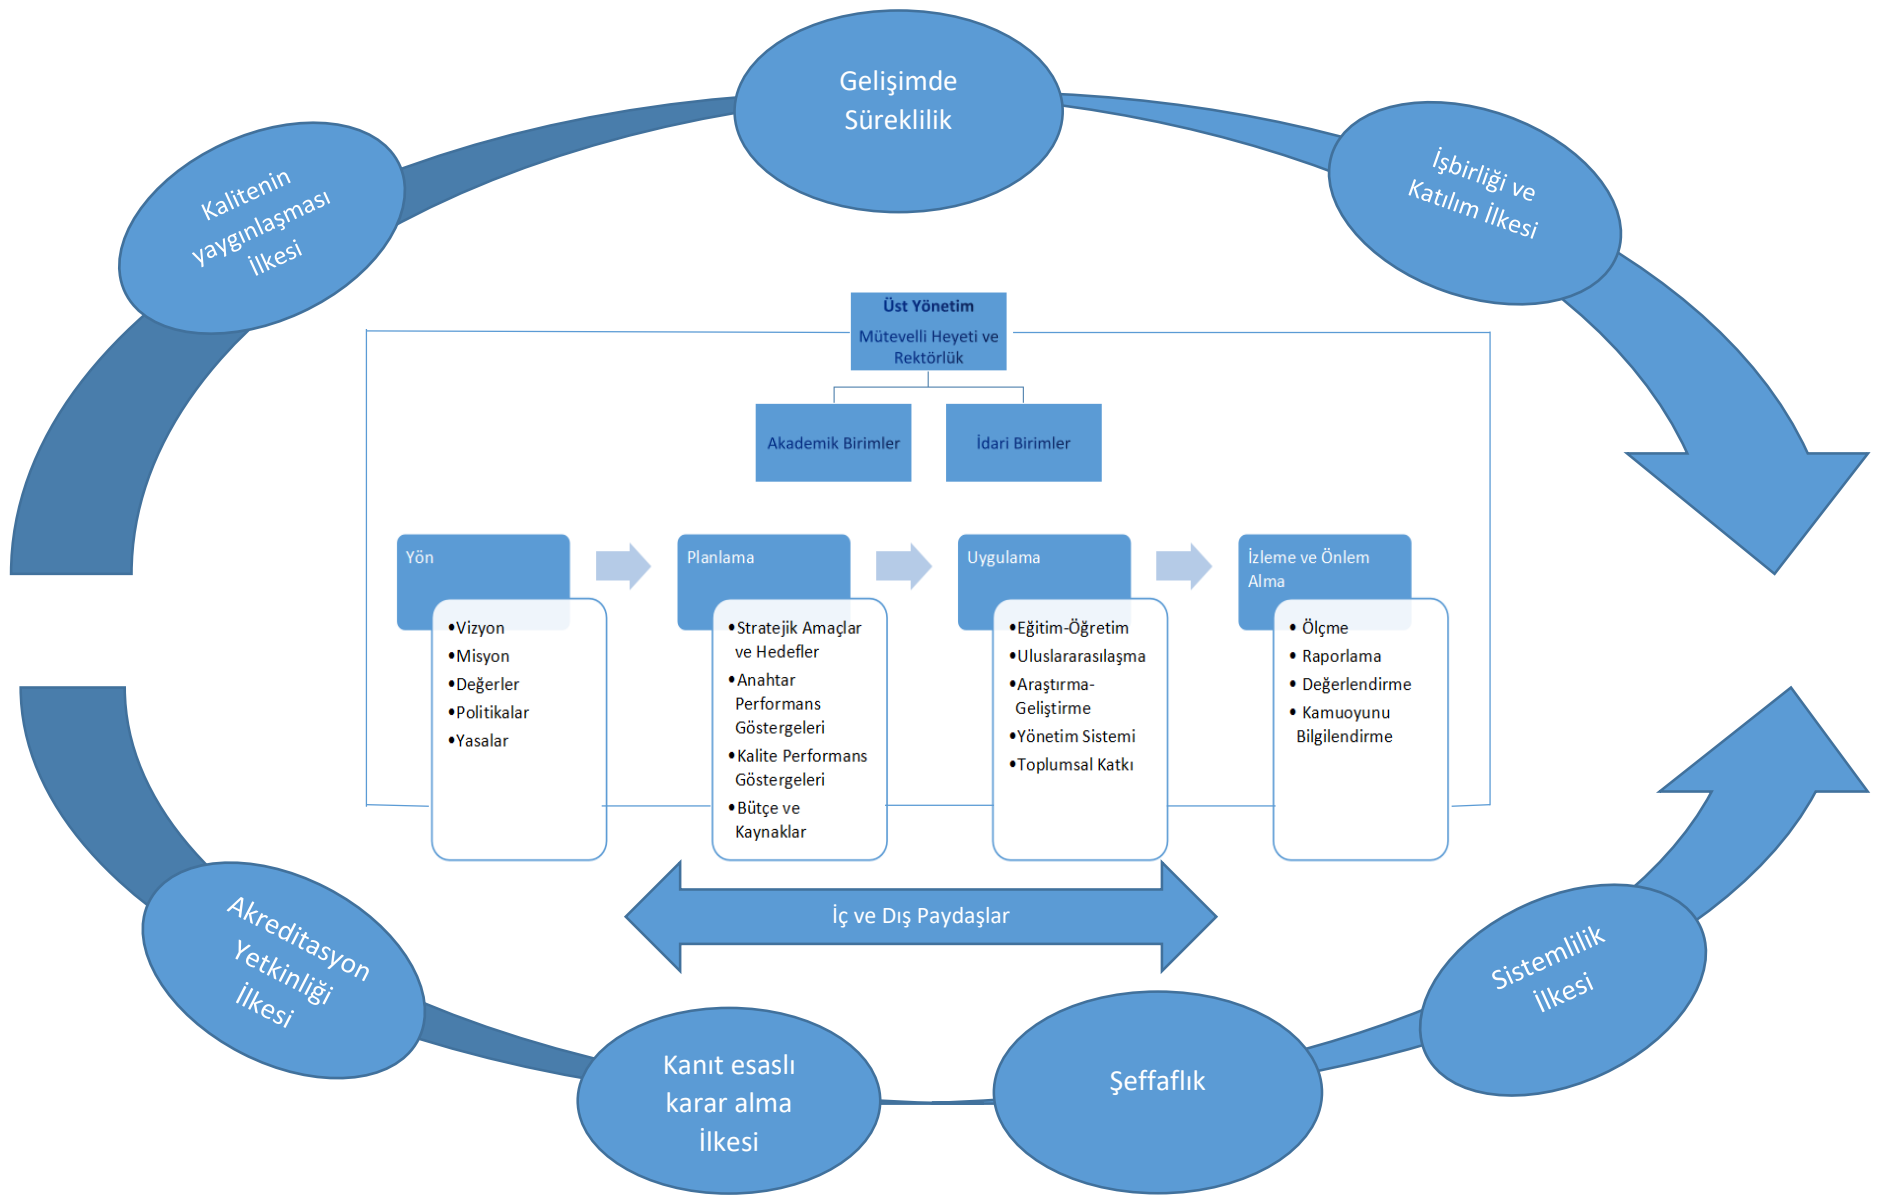 Gelişimde
Süreklilik
Kalitenin
yaygınlaşması
İlkesi
İşbirliği ve
Katılım İlkesi
Üst Yönetim
Mütevelli Heyeti ve
Rektörlük
Akademik Birimler
İdari Birimler
Yön
•Vizyon
•Misyon
•Değerler
•Politikalar
•Yasalar
Planlama
•Stratejik Amaçlar
ve Hedefler
•Anahtar
Performans
Göstergeleri
•Kalite Performans
Göstergeleri
•Bütçe ve
Kaynaklar
Uygulama
•Eğitim-Öğretim
•Uluslararasılaşma
•Araştırma-
Geliştirme
•Yönetim Sistemi
•Toplumsal Katkı
İzleme ve Önlem
Alma
• Ölçme
• Raporlama
• Değerlendirme
• Kamuoyunu
Bilgilendirme
İç ve Dış Paydaşlar
Akreditasyon
Yetkinliği
İlkesi
Kanıt esaslı
karar alma
İlkesi
Şeffaflık
Sistemlilik
İlkesi